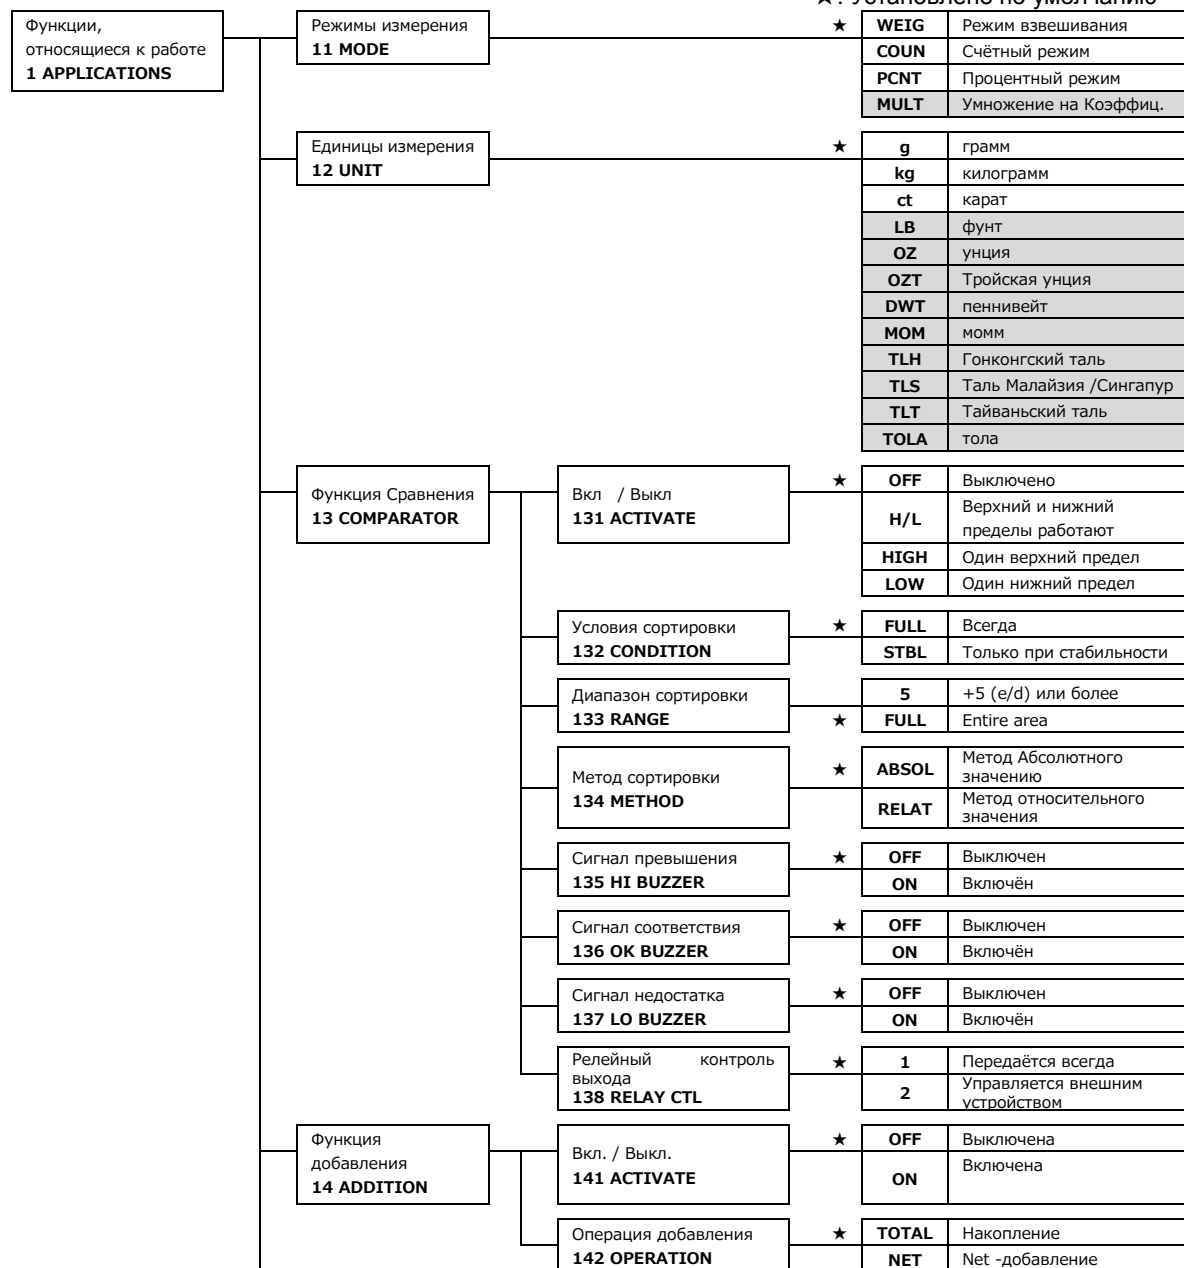 ★: Установлено по умолчанию
Функции,
относящиеся к работе
1 APPLICATIONS
Режимы измерения
11 MODE
★ WEIG Режим взвешивания
COUN Счётный режим
PCNT Процентный режим
MULT Умножение на Коэффиц.
Единицы измерения
12 UNIT
★ g грамм
kg килограмм
ct карат
LB фунт
OZ унция
OZT Тройская унция
DWT пеннивейт
MOM момм
TLH Гонконгский таль
TLS Таль Малайзия /Сингапур
TLT Тайваньский таль
TOLA тола
Функция Сравнения
13 COMPARATOR
Вкл / Выкл
131 ACTIVATE
★ OFF Выключено
H/L Верхний и нижний
пределы работают
HIGH Один верхний предел
LOW Один нижний предел
Условия сортировки
132 CONDITION
★ FULL Всегда
STBL Только при стабильности
Диапазон сортировки
133 RANGE
5 +5 (e/d) или более
★ FULL Entire area
Метод сортировки
134 METHOD
★ ABSOL Метод Абсолютного
значению
RELAT Метод относительного
значения
Сигнал превышения
135 HI BUZZER
★ OFF Выключен
ON Включён
Сигнал соответствия
136 OK BUZZER
★ OFF Выключен
ON Включён
Сигнал недостатка
137 LO BUZZER
★ OFF Выключен
ON Включён
Релейный контроль
выхода
138 RELAY CTL
★ 1 Передаётся всегда
2 Управляется внешним
устройством
Функция
добавления
14 ADDITION
Вкл. / Выкл.
141 ACTIVATE
★ OFF Выключена
ON Включена
Операция добавления
142 OPERATION
★ TOTAL Накопление
NET Net -добавление